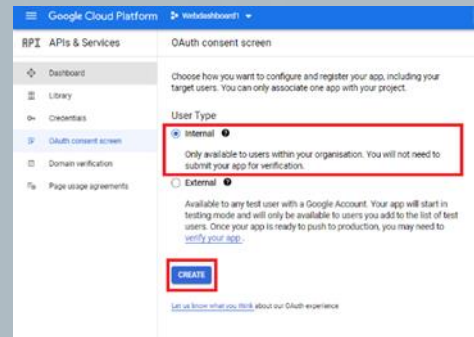 Google Cloud Platform Webdashboard1
API APIs & Services
OAuth consent screen
Dashboard
Library
Credentials
OAuth consent screen
Domain verification
Page usage agreements
Choose how you want to configure and register your app, including your
target users. You can only associate one app with your project.
User Type
Internal
Only available to users within your organisation. You will not need to
submit your app for verification.
External
Available to any test user with a Google Account. Your app will start in
testing mode and will only be available to users you add to the list of test
users. Once your app is ready to push to production, you may need to
verify your app.
CREATE
Let us know what you think about our OAuth experience